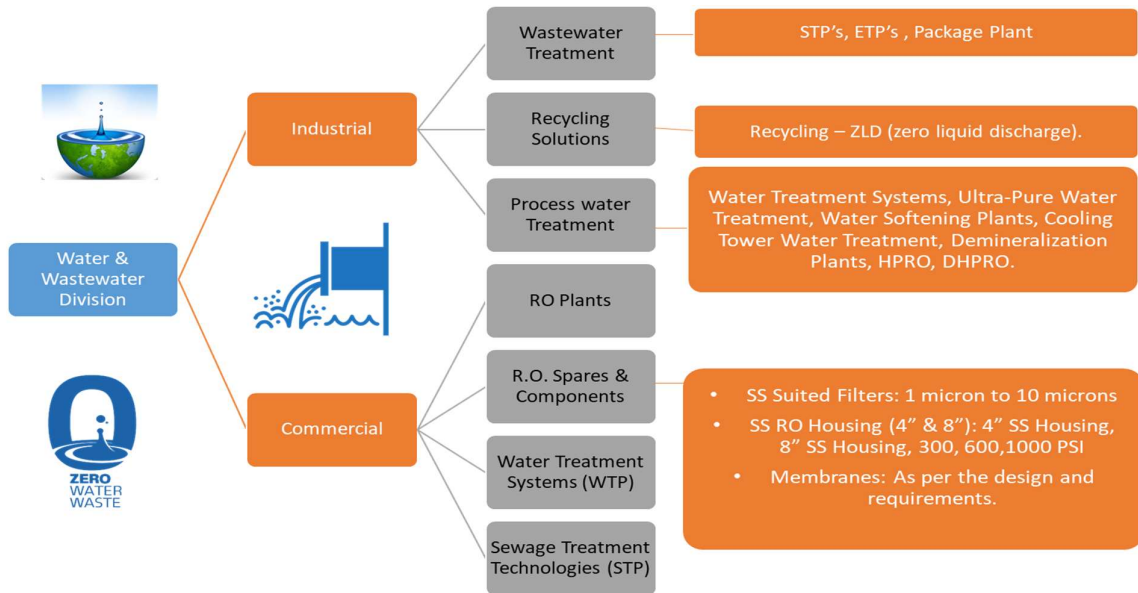 Water &
Wastewater
Division
ZERO
WATER
WASTE
Industrial
Commercial
Wastewater
Treatment
Recycling
Solutions
Process water
Treatment
RO Plants
R.O. Spares &
Components
Water Treatment
Systems (WTP)
Sewage Treatment
Technologies (STP)
STP’s, ETP’s , Package Plant
Recycling – ZLD (zero liquid discharge).
Water Treatment Systems, Ultra-Pure Water
Treatment, Water Softening Plants, Cooling
Tower Water Treatment, Demineralization
Plants, HPRO, DHPRO.
• SS Suited Filters: 1 micron to 10 microns
• SS RO Housing (4” & 8”): 4” SS Housing,
8” SS Housing, 300, 600,1000 PSI
• Membranes: As per the design and
requirements.